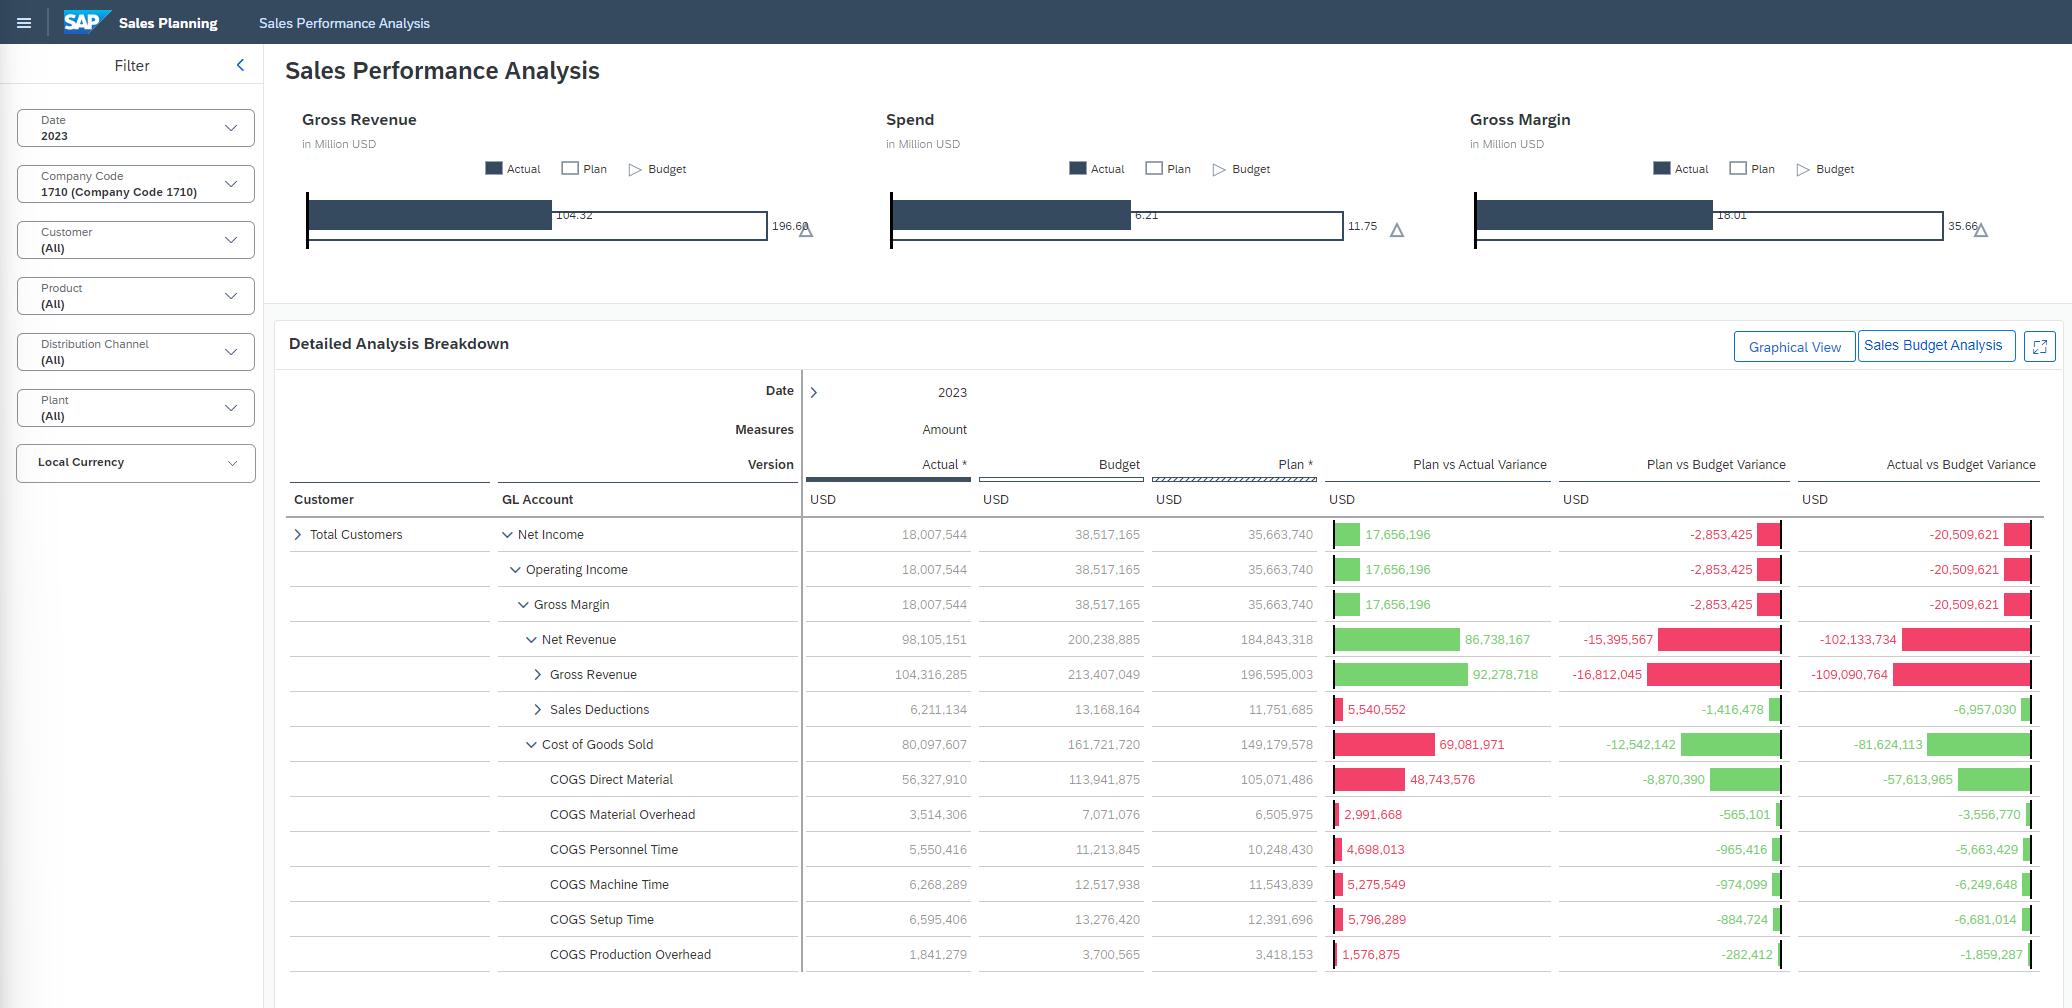 SAP Sales Planning Sales Performance Analysis
Filter
Date
2023
Company Code
1710 (Company Code 1710)
Customer
(All)
Product
(All)
Distribution Channel
(All)
Plant
(All)
Local Currency
Sales Performance Analysis
Gross Revenue
in Million USD
Actual Plan Budget
104.32
196.60
Spend
in Million USD
Actual Plan Budget
6.21
11.75
Gross Margin
in Million USD
Actual Plan Budget
18.01
35.66
Detailed Analysis Breakdown Graphical View Sales Budget Analysis
Date 2023
Measures Amount
Version Actual * Budget Plan * Plan vs Actual Variance Plan vs Budget Variance Actual vs Budget Variance
Customer GL Account USD USD USD USD USD USD
Total Customers Net Income 18,007,544 38,517,165 35,663,740 17,656,196 -2,853,425 -20,509,621
Operating Income 18,007,544 38,517,165 35,663,740 17,656,196 -2,853,425 -20,509,621
Gross Margin 18,007,544 38,517,165 35,663,740 17,656,196 -2,853,425 -20,509,621
Net Revenue 98,105,151 200,238,885 184,843,318 86,738,167 -15,395,567 -102,133,734
Gross Revenue 104,316,285 213,407,049 196,595,003 92,278,718 -16,812,045 -109,090,764
Sales Deductions 6,211,134 13,168,164 11,751,685 5,540,552 -1,416,478 -6,957,030
Cost of Goods Sold 80,097,607 161,721,720 149,179,578 69,081,971 -12,542,142 -81,624,113
COGS Direct Material 56,327,910 113,941,875 105,071,486 48,743,576 -8,870,390 -57,613,965
COGS Material Overhead 3,514,306 7,071,076 6,505,975 2,991,668 -565,101 -3,556,770
COGS Personnel Time 5,550,416 11,213,845 10,248,430 4,698,013 -965,416 -5,663,429
COGS Machine Time 6,268,289 12,517,938 11,543,839 5,275,549 -974,099 -6,249,648
COGS Setup Time 6,595,406 13,276,420 12,391,696 5,796,289 -884,724 -6,681,014
COGS Production Overhead 1,841,279 3,700,565 3,418,153 1,576,875 -282,412 -1,859,287